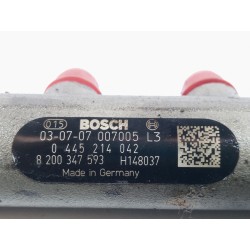 015 BOSCH
03-07-07 007005 L3
0 445 214 042
8 200 347 593 H148037
Made in Germany